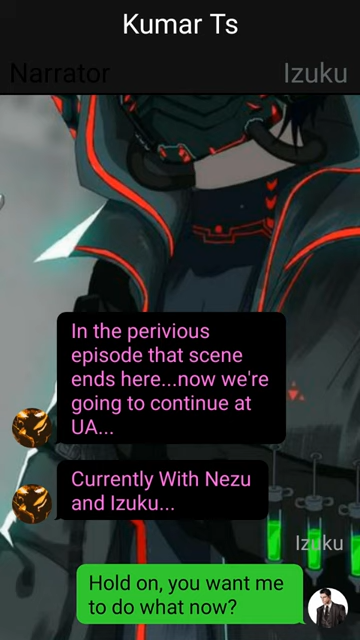 Kumar Ts
Narrator
Izuku
In the perivious
episode that scene
ends here...now we're
going to continue at
UA...
Currently With Nezu
and Izuku...
Izuku
Hold on, you want me
to do what now?